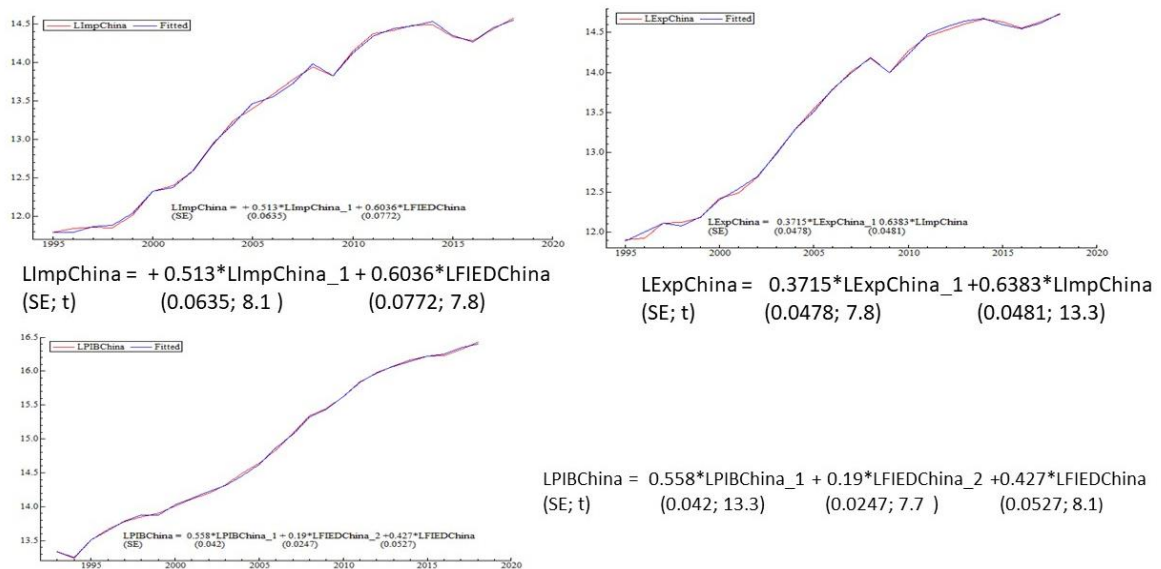 LImpChina Fitted
14.5
14.0
13.5
13.0
12.5
12.0
LImpChina = + 0.513*LImpChina_1 + 0.6036*LFIEDChina
(SE) (0.0635) (0.0772)
1995 2000 2005 2010 2015 2020
LImpChina = + 0.513*LImpChina_1 + 0.6036*LFIEDChina
(SE; t) (0.0635; 8.1 ) (0.0772; 7.8)
LExpChina Fitted
14.5
14.0
13.5
13.0
12.5
12.0
LExpChina = 0.3715*LExpChina_1 0.6383*LImpChina
(SE) (0.0478) (0.0481)
1995 2000 2005 2010 2015 2020
LExpChina = 0.3715*LExpChina_1 +0.6383*LImpChina
(SE; t) (0.0478; 7.8) (0.0481; 13.3)
16.5
LPIBChina Fitted
16.0
15.5
15.0
14.5
14.0
13.5
LPIBChina = 0.558*LPIBChina_1 + 0.19*LFIEDChina_2 +0.427*LFIEDChina
(SE) (0.042) (0.0247) (0.0527)
1995 2000 2005 2010 2015 2020
LPIBChina = 0.558*LPIBChina_1 + 0.19*LFIEDChina_2 +0.427*LFIEDChina
(SE; t) (0.042; 13.3) (0.0247; 7.7 ) (0.0527; 8.1)